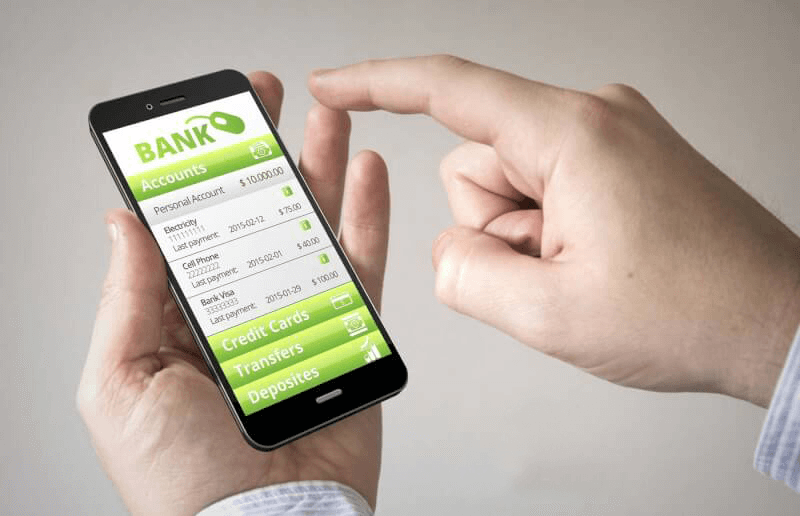 BANK
Accounts
Personal Account $ 10.000.00
Electricity
111111111
Last payment: 2015-02-12 $ 75.00
Cell Phone
22222222
Last payment: 2015-02-01 $ 40.00
Bank Visa
33333333
Last payment: 2015-01-29 $ 100.00
Credit Cards
Transfers
Deposites